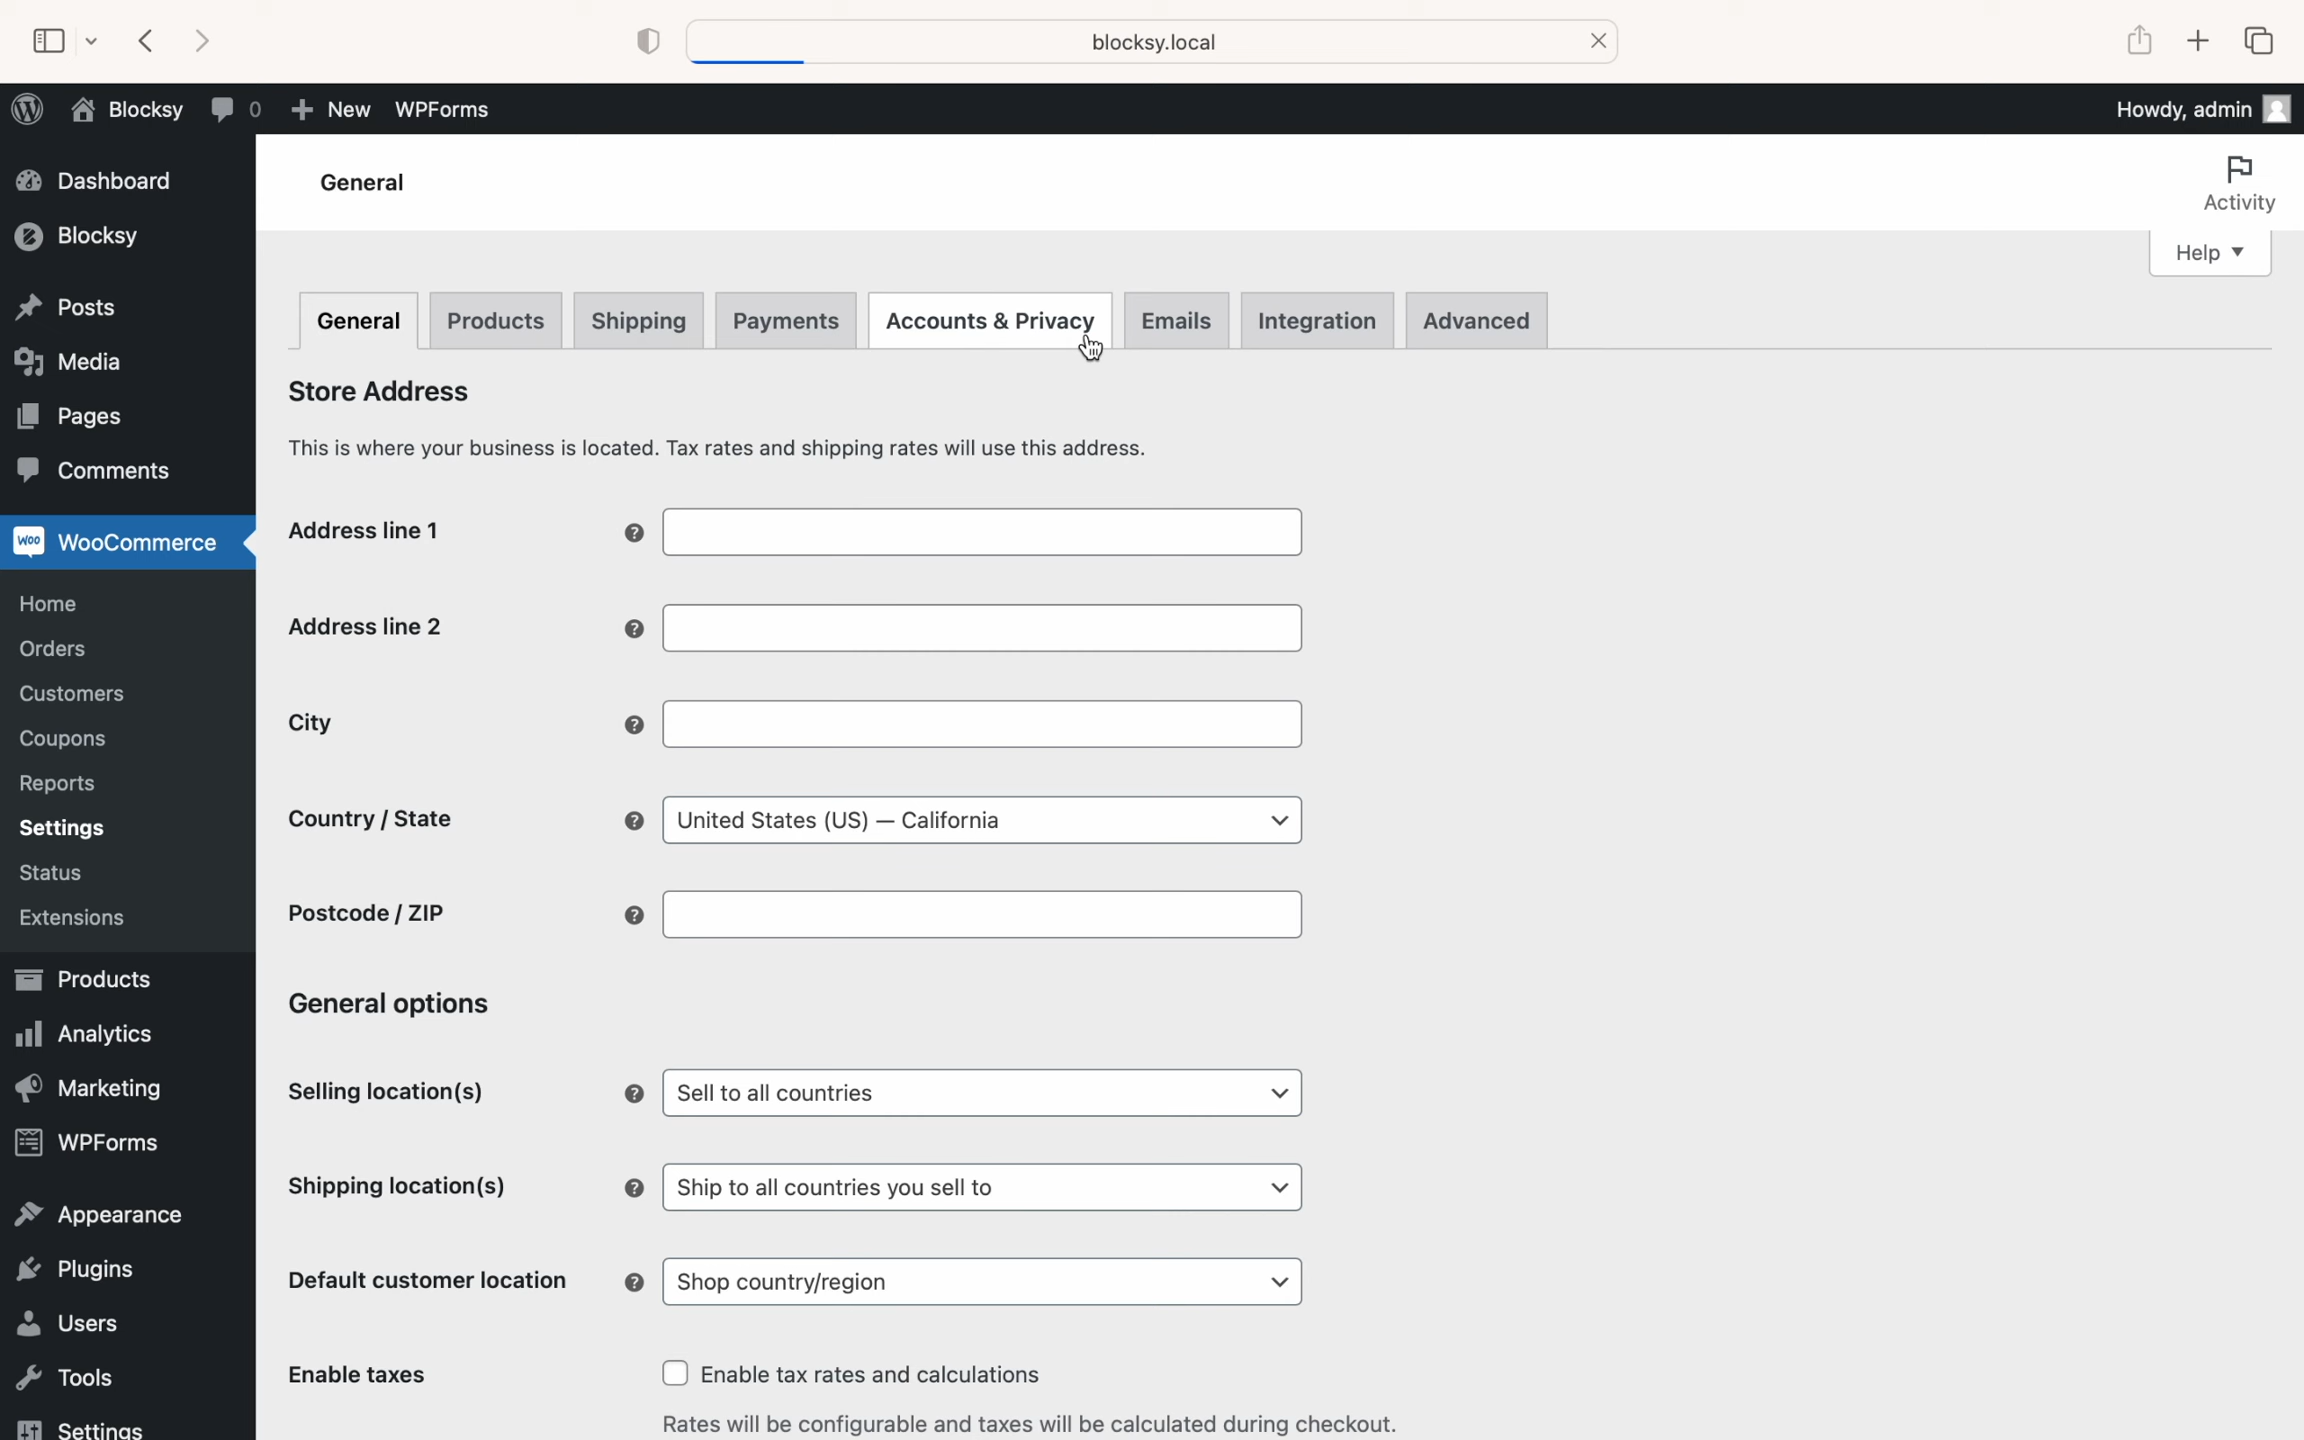 blocksy.local
Blocksy 0 New WPForms Howdy, admin
Dashboard
Blocksy
Posts
Media
Pages
Comments
Woo WooCommerce
Home
Orders
Customers
Coupons
Reports
Settings
Status
Extensions
Products
Analytics
Marketing
WPForms
Appearance
Plugins
Users
Tools
Settings
General
Activity
Help
General Products Shipping Payments Accounts & Privacy Emails Integration Advanced
Store Address
This is where your business is located. Tax rates and shipping rates will use this address.
Address line 1
Address line 2
City
Country / State United States (US) — California
Postcode / ZIP
General options
Selling location(s) Sell to all countries
Shipping location(s) Ship to all countries you sell to
Default customer location Shop country/region
Enable taxes Enable tax rates and calculations
Rates will be configurable and taxes will be calculated during checkout.